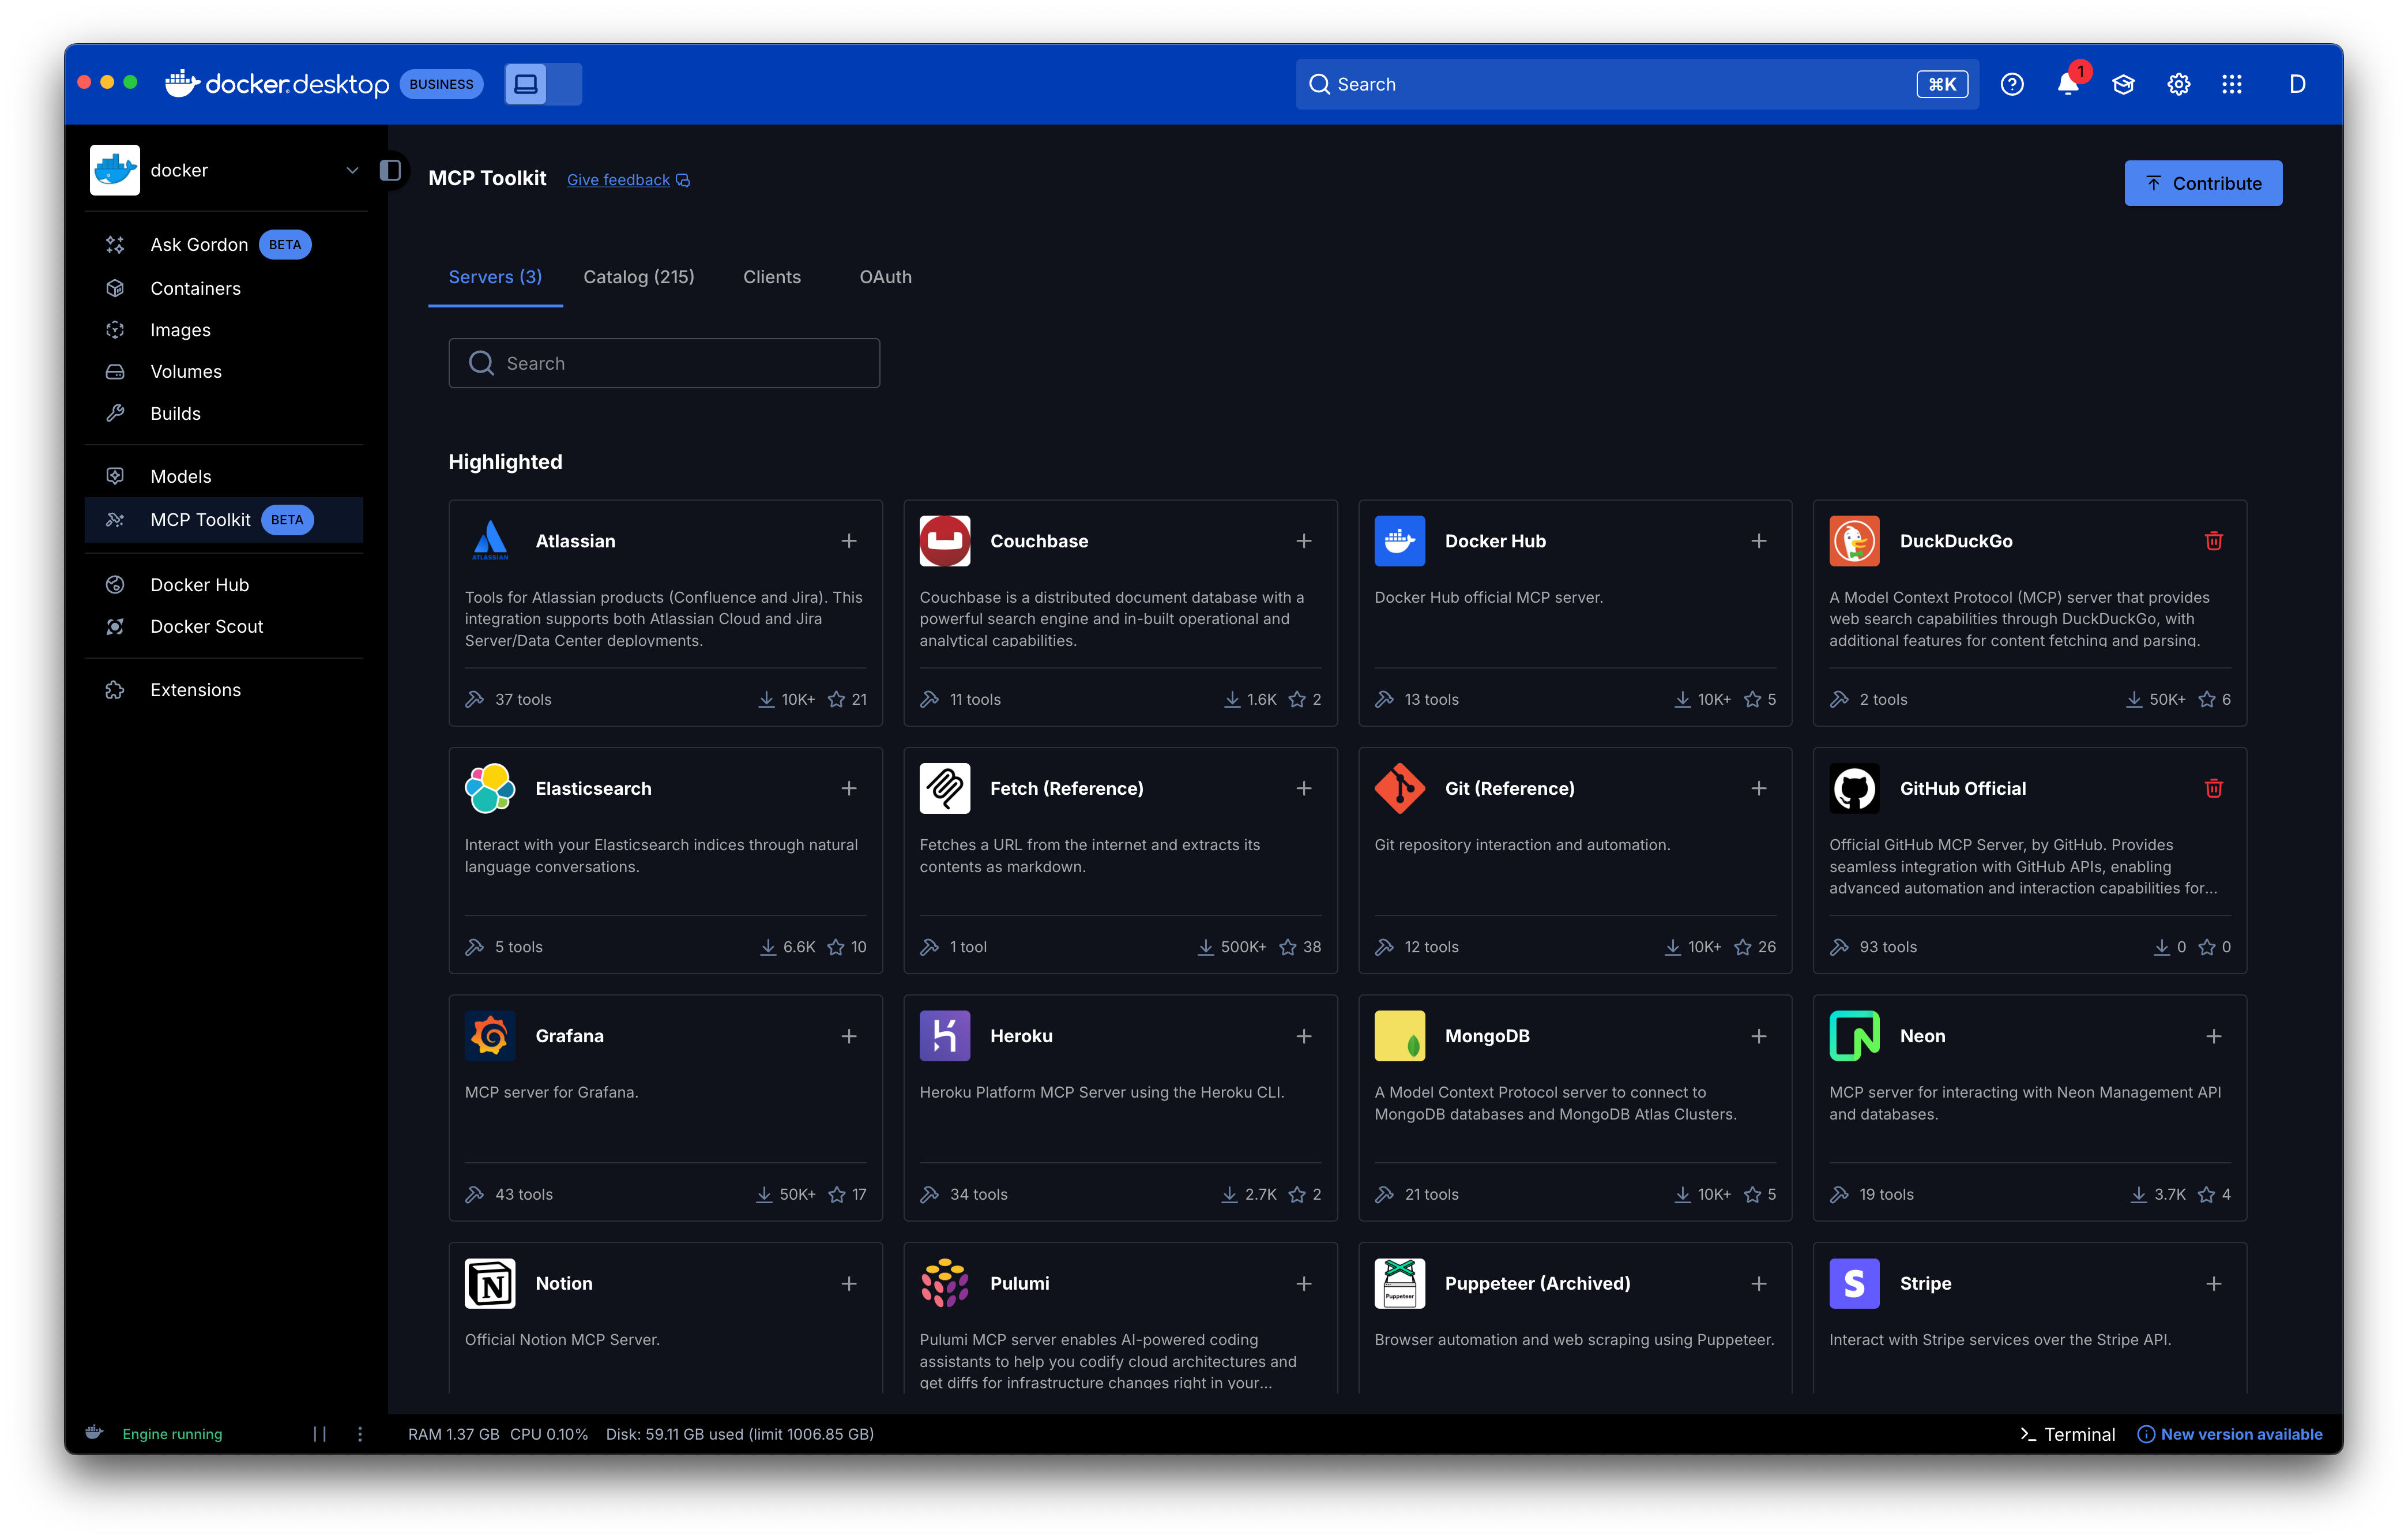 docker.desktop BUSINESS
Search ⌘K
1
D
docker
Ask Gordon BETA
Containers
Images
Volumes
Builds
Models
MCP Toolkit BETA
Docker Hub
Docker Scout
Extensions
MCP Toolkit Give feedback
Contribute
Servers (3) Catalog (215) Clients OAuth
Search
Highlighted
ATLASSIAN
Atlassian
Tools for Atlassian products (Confluence and Jira). This
integration supports both Atlassian Cloud and Jira
Server/Data Center deployments.
37 tools 10K+ 21
Couchbase
Couchbase is a distributed document database with a
powerful search engine and in-built operational and
analytical capabilities.
11 tools 1.6K 2
Docker Hub
Docker Hub official MCP server.
13 tools 10K+ 5
DuckDuckGo
A Model Context Protocol (MCP) server that provides
web search capabilities through DuckDuckGo, with
additional features for content fetching and parsing.
2 tools 50K+ 6
Elasticsearch
Interact with your Elasticsearch indices through natural
language conversations.
5 tools 6.6K 10
Fetch (Reference)
Fetches a URL from the internet and extracts its
contents as markdown.
1 tool 500K+ 38
Git (Reference)
Git repository interaction and automation.
12 tools 10K+ 26
GitHub Official
Official GitHub MCP Server, by GitHub. Provides
seamless integration with GitHub APIs, enabling
advanced automation and interaction capabilities for...
93 tools 0 0
Grafana
MCP server for Grafana.
43 tools 50K+ 17
Heroku
Heroku Platform MCP Server using the Heroku CLI.
34 tools 2.7K 2
MongoDB
A Model Context Protocol server to connect to
MongoDB databases and MongoDB Atlas Clusters.
21 tools 10K+ 5
Neon
MCP server for interacting with Neon Management API
and databases.
19 tools 3.7K 4
Notion
Official Notion MCP Server.
Pulumi
Pulumi MCP server enables AI-powered coding
assistants to help you codify cloud architectures and
get diffs for infrastructure changes right in your...
Puppeteer
Puppeteer (Archived)
Browser automation and web scraping using Puppeteer.
S
Stripe
Interact with Stripe services over the Stripe API.
Engine running
RAM 1.37 GB CPU 0.10% Disk: 59.11 GB used (limit 1006.85 GB)
Terminal New version available